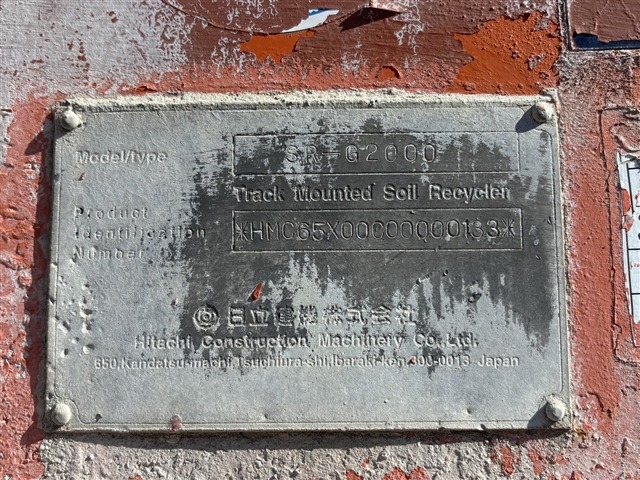 Model/type SR G2000
Track Mounted Soil Recycler
Product
Identification
Number
*HMC65X00C00000133*
日立建機株式会社
Hitachi Construction Machinery Co.,Ltd.
650,Kandatsu-machi,Tsuchiura-shi,Ibaraki-ken,300-0013 Japan